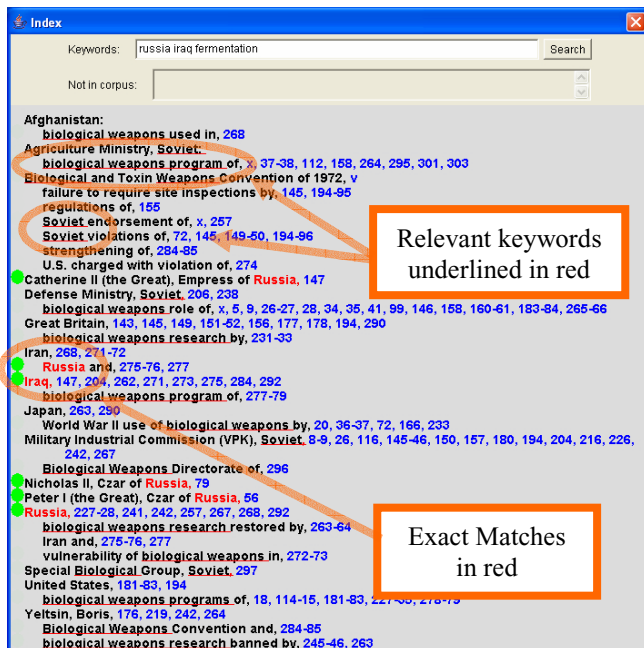 Index
Keywords: russia iraq fermentation Search
Not in corpus:
Afghanistan:
biological weapons used in, 268
Agriculture Ministry, Soviet:
biological weapons program of, x, 37-38, 112, 158, 264, 295, 301, 303
Biological and Toxin Weapons Convention of 1972, v
failure to require site inspections by, 145, 194-95
regulations of, 155
Soviet endorsement of, x, 257
Soviet violations of, 72, 145, 149-50, 194-96
strengthening of, 284-85
U.S. charged with violation of, 274
Catherine II (the Great), Empress of Russia, 147
Defense Ministry, Soviet, 206, 238
biological weapons role of, x, 5, 9, 26-27, 28, 34, 35, 41, 99, 146, 158, 160-61, 183-84, 265-66
Great Britain, 143, 145, 149, 151-52, 156, 177, 178, 194, 290
biological weapons research by, 231-33
Iran, 268, 271-72
Russia and, 275-76, 277
Iraq, 147, 204, 262, 271, 273, 275, 284, 292
biological weapons program of, 277-79
Japan, 263, 290
World War II use of biological weapons by, 20, 36-37, 72, 166, 233
Military Industrial Commission (VPK), Soviet, 8-9, 26, 116, 145-46, 150, 157, 180, 194, 204, 216, 226,
242, 267
Biological Weapons Directorate of, 296
Nicholas II, Czar of Russia, 79
Peter I (the Great), Czar of Russia, 56
Russia, 227-28, 241, 242, 257, 267, 268, 292
biological weapons research restored by, 263-64
Iran and, 275-76, 277
vulnerability of biological weapons in, 272-73
Special Biological Group, Soviet, 297
United States, 181-83, 194
biological weapons programs of, 18, 114-15, 181-83,
Yeltsin, Boris, 176, 219, 242, 264
Biological Weapons Convention and, 284-85
biological weapons research banned by, 245-46, 263
Relevant keywords
underlined in red
Exact Matches
in red